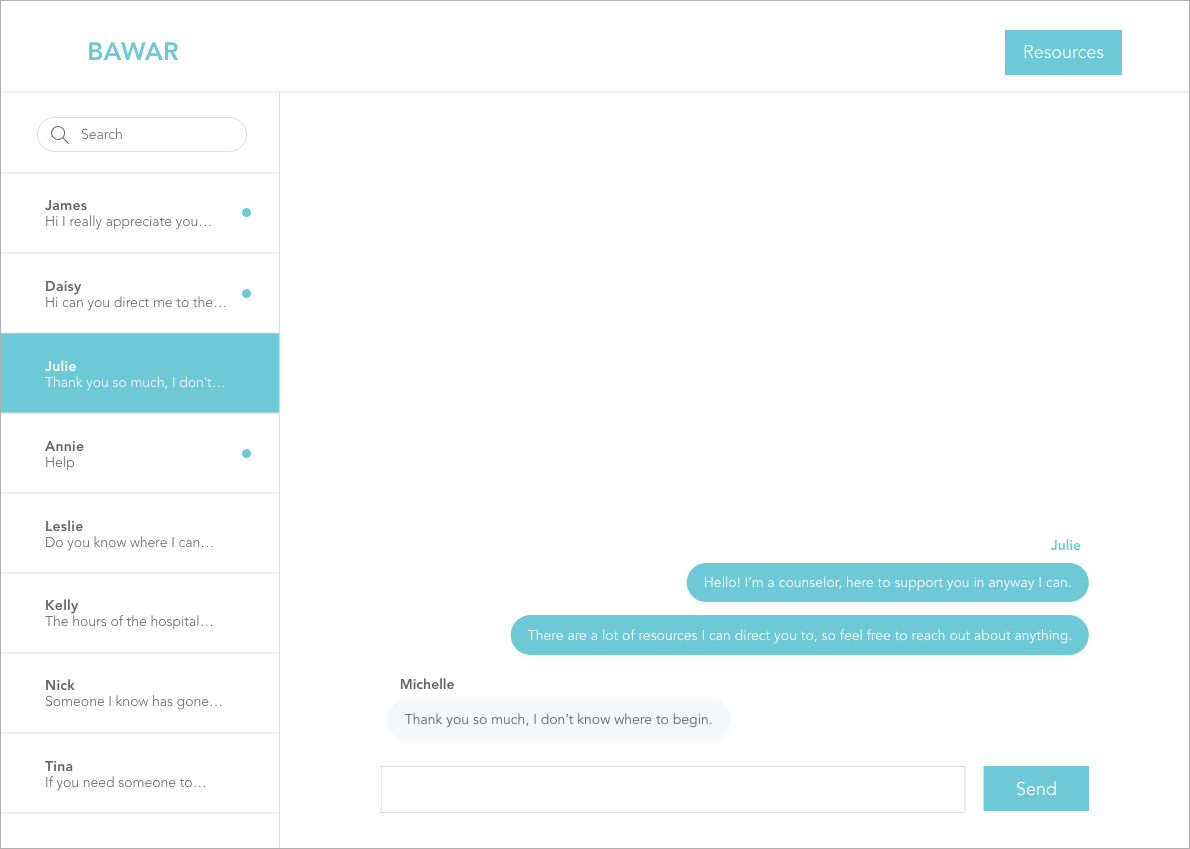 BAWAR
Resources
Search
James
Hi I really appreciate you…
Daisy
Hi can you direct me to the…
Julie
Thank you so much, I don’t…
Annie
Help
Leslie
Do you know where I can…
Kelly
The hours of the hospital…
Nick
Someone I know has gone…
Tina
If you need someone to…
Julie
Hello! I’m a counselor, here to support you in anyway I can.
There are a lot of resources I can direct you to, so feel free to reach out about anything.
Michelle
Thank you so much, I don’t know where to begin.
Send